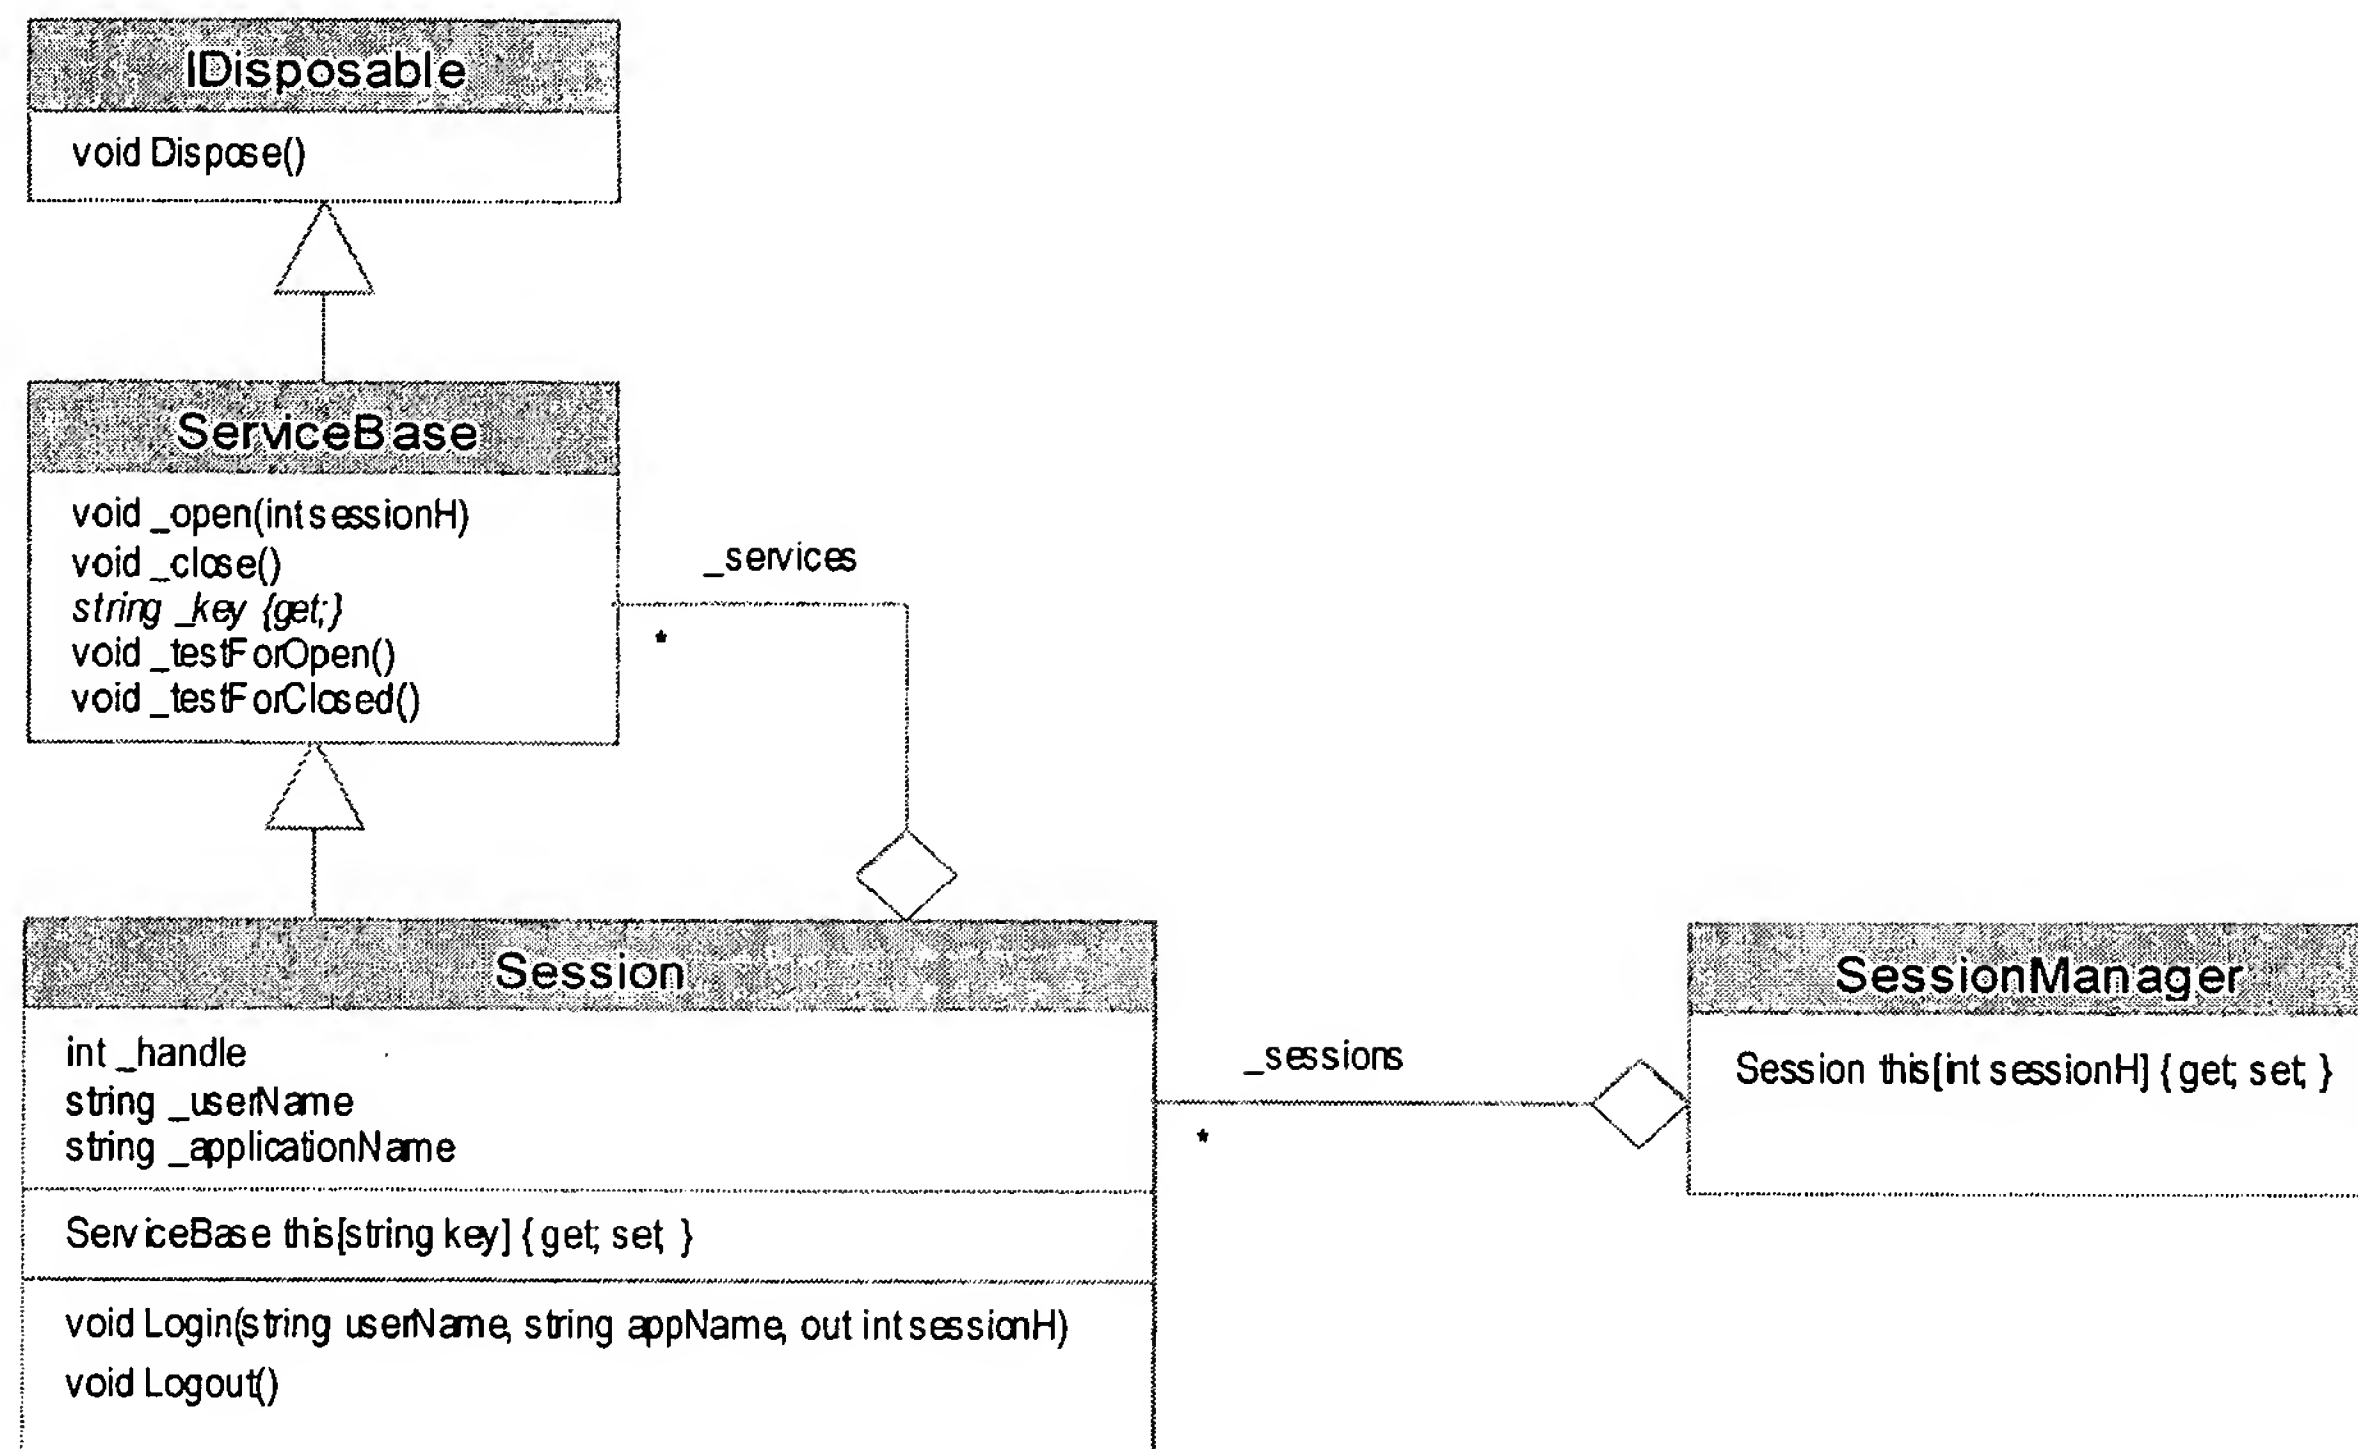 IDisposable
void Dispose()
ServiceBase
void _open(int sessionH)
void _close()
string _key {get;}
void _testForOpen()
void _testForClosed()
_services
*
Session
int _handle
string _userName
string _applicationName
ServiceBase this[string key] { get; set; }
void Login(string userName, string appName, out int sessionH)
void Logout()
_sessions
*
SessionManager
Session this[int sessionH] { get; set; }